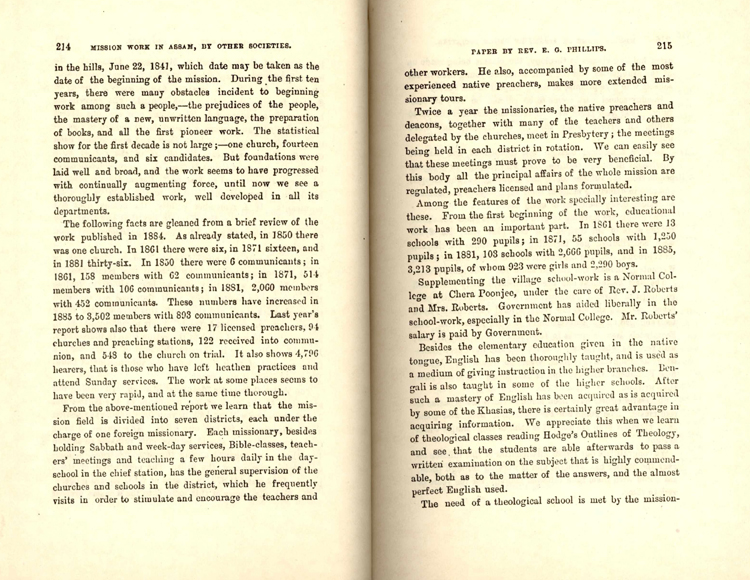 214 MISSION WORK IN ASSAM, BY OTHER SOCIETIES.
in the hills, June 22, 1841, which date may be taken as the
date of the beginning of the mission. During the first ten
years, there were many obstacles incident to beginning
work among such a people,—the prejudices of the people,
the mastery of a new, unwritten language, the preparation
of books, and all the first pioneer work. The statistical
show for the first decade is not large;—one church, fourteen
communicants, and six candidates. But foundations were
laid well and broad, and the work seems to have progressed
with continually augmenting force, until now we see a
thoroughly established work, well developed in all its
departments.
The following facts are gleaned from a brief review of the
work published in 1884. As already stated, in 1850 there
was one church. In 1861 there were six, in 1871 sixteen, and
in 1881 thirty-six. In 1850 there were 6 communicants; in
1861, 158 members with 62 communicants; in 1871, 514
members with 106 communicants; in 1881, 2,060 members
with 452 communicants. These numbers have increased in
1885 to 3,502 members with 893 communicants. Last year's
report shows also that there were 17 licensed preachers, 94
churches and preaching stations, 122 received into commu-
nion, and 543 to the church on trial. It also shows 4,796
hearers, that is those who have left heathen practices and
attend Sunday services. The work at some places seems to
have been very rapid, and at the same time thorough.
From the above-mentioned report we learn that the mis-
sion field is divided into seven districts, each under the
charge of one foreign missionary. Each missionary, besides
holding Sabbath and week-day services, Bible-classes, teach-
ers' meetings and teaching a few hours daily in the day-
school in the chief station, has the general supervision of the
churches and schools in the district, which he frequently
visits in order to stimulate and encourage the teachers and
PAPER BY REV. E. G. PHILLIPS. 215
other workers. He also, accompanied by some of the most
experienced native preachers, makes more extended mis-
sionary tours.
Twice a year the missionaries, the native preachers and
deacons, together with many of the teachers and others
delegated by the churches, meet in Presbytery; the meetings
being held in each district in rotation. We can easily see
that these meetings must prove to be very beneficial. By
this body all the principal affairs of the whole mission are
regulated, preachers licensed and plans formulated.
Among the features of the work specially interesting are
these. From the first beginning of the work, educational
work has been an important part. In 1861 there were 13
schools with 290 pupils; in 1871, 55 schools with 1,250
pupils; in 1881, 103 schools with 2,666 pupils, and in 1885,
3,213 pupils, of whom 923 were girls and 2,290 boys.
Supplementing the village school-work is a Normal Col-
lege at Chera Poonjee, under the care of Rev. J. Roberts
and Mrs. Roberts. Government has aided liberally in the
school-work, especially in the Normal College. Mr. Roberts'
salary is paid by Government.
Besides the elementary education given in the native
tongue, English has been thoroughly taught, and is used as
a medium of giving instruction in the higher branches. Ben-
gali is also taught in some of the higher schools. After
such a mastery of English has been acquired as is acquired
by some of the Khasias, there is certainly great advantage in
acquiring information. We appreciate this when we learn
of theological classes reading Hodge's Outlines of Theology,
and see that the students are able afterwards to pass a
written examination on the subject that is highly commend-
able, both as to the matter of the answers, and the almost
perfect English used.
The need of a theological school is met by the mission-